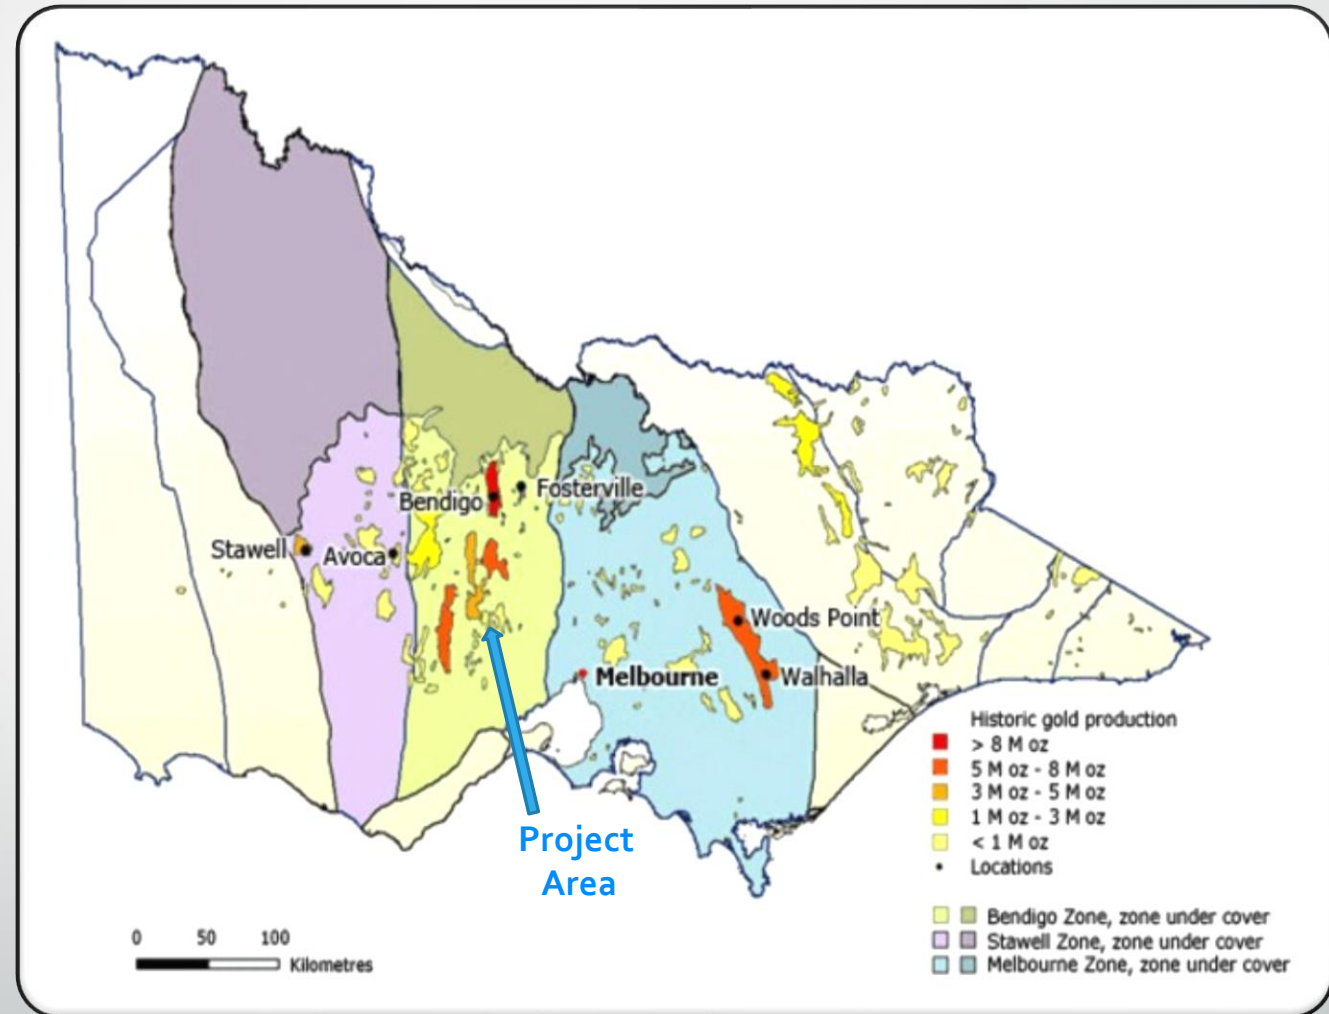 Bendigo
Fosterville
Stawell
Avoca
Woods Point
Melbourne
Walhalla
Project
Area
Historic gold production
> 8 M oz
5 M oz - 8 M oz
3 M oz - 5 M oz
1 M oz - 3 M oz
< 1 M oz
Locations
Bendigo Zone, zone under cover
Stawell Zone, zone under cover
Melbourne Zone, zone under cover
0 50 100
Kilometres